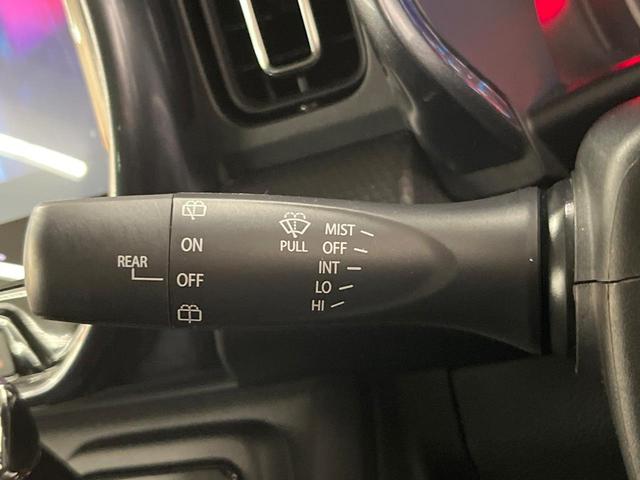 REAR
ON
OFF
PULL
MIST
OFF
INT
LO
HI